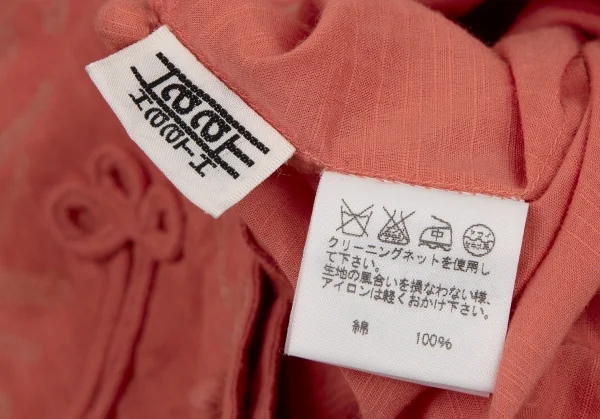 中
クリーニングネットを使用し
て下さい。
生地の風合いを損なわない様、
アイロンは軽くおかけ下さい。
綿 100%